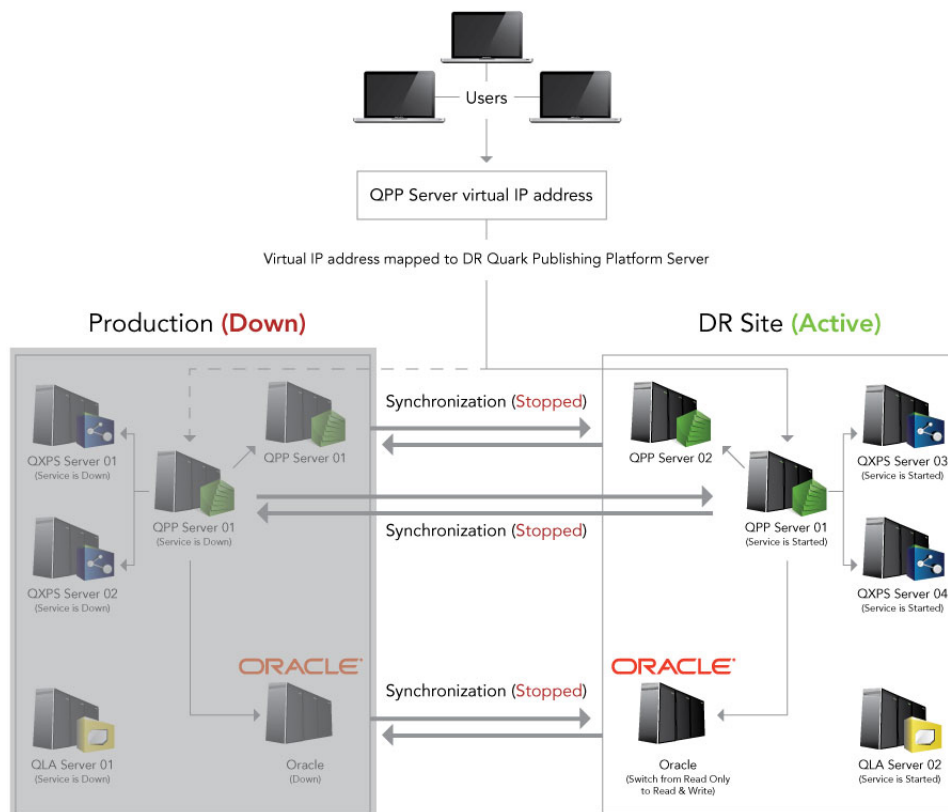 Users
QPP Server virtual IP address
Virtual IP address mapped to DR Quark Publishing Platform Server
Production (Down)
DR Site (Active)
QXPS Server 01
(Service is Down)
QPP Server 01
QPP Server 01
(Service is Down)
QXPS Server 02
(Service is Down)
ORACLE
QLA Server 01
(Service is Down)
Oracle
(Down)
Synchronization (Stopped)
Synchronization (Stopped)
Synchronization (Stopped)
QPP Server 02
QXPS Server 03
(Service is Started)
QPP Server 01
(Service is Started)
QXPS Server 04
(Service is Started)
ORACLE
Oracle
(Switch from Read Only
to Read & Write)
QLA Server 02
(Service is Started)